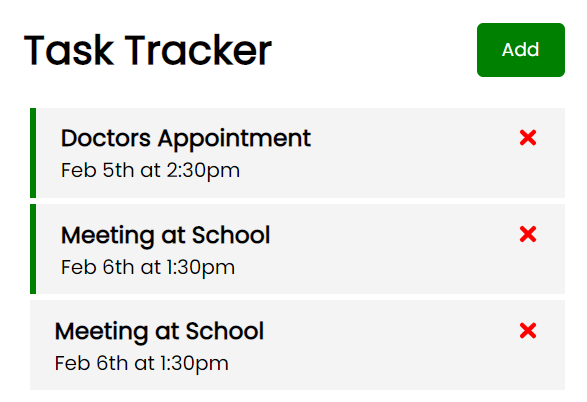 Task Tracker
Add
Doctors Appointment
Feb 5th at 2:30pm
Meeting at School
Feb 6th at 1:30pm
Meeting at School
Feb 6th at 1:30pm